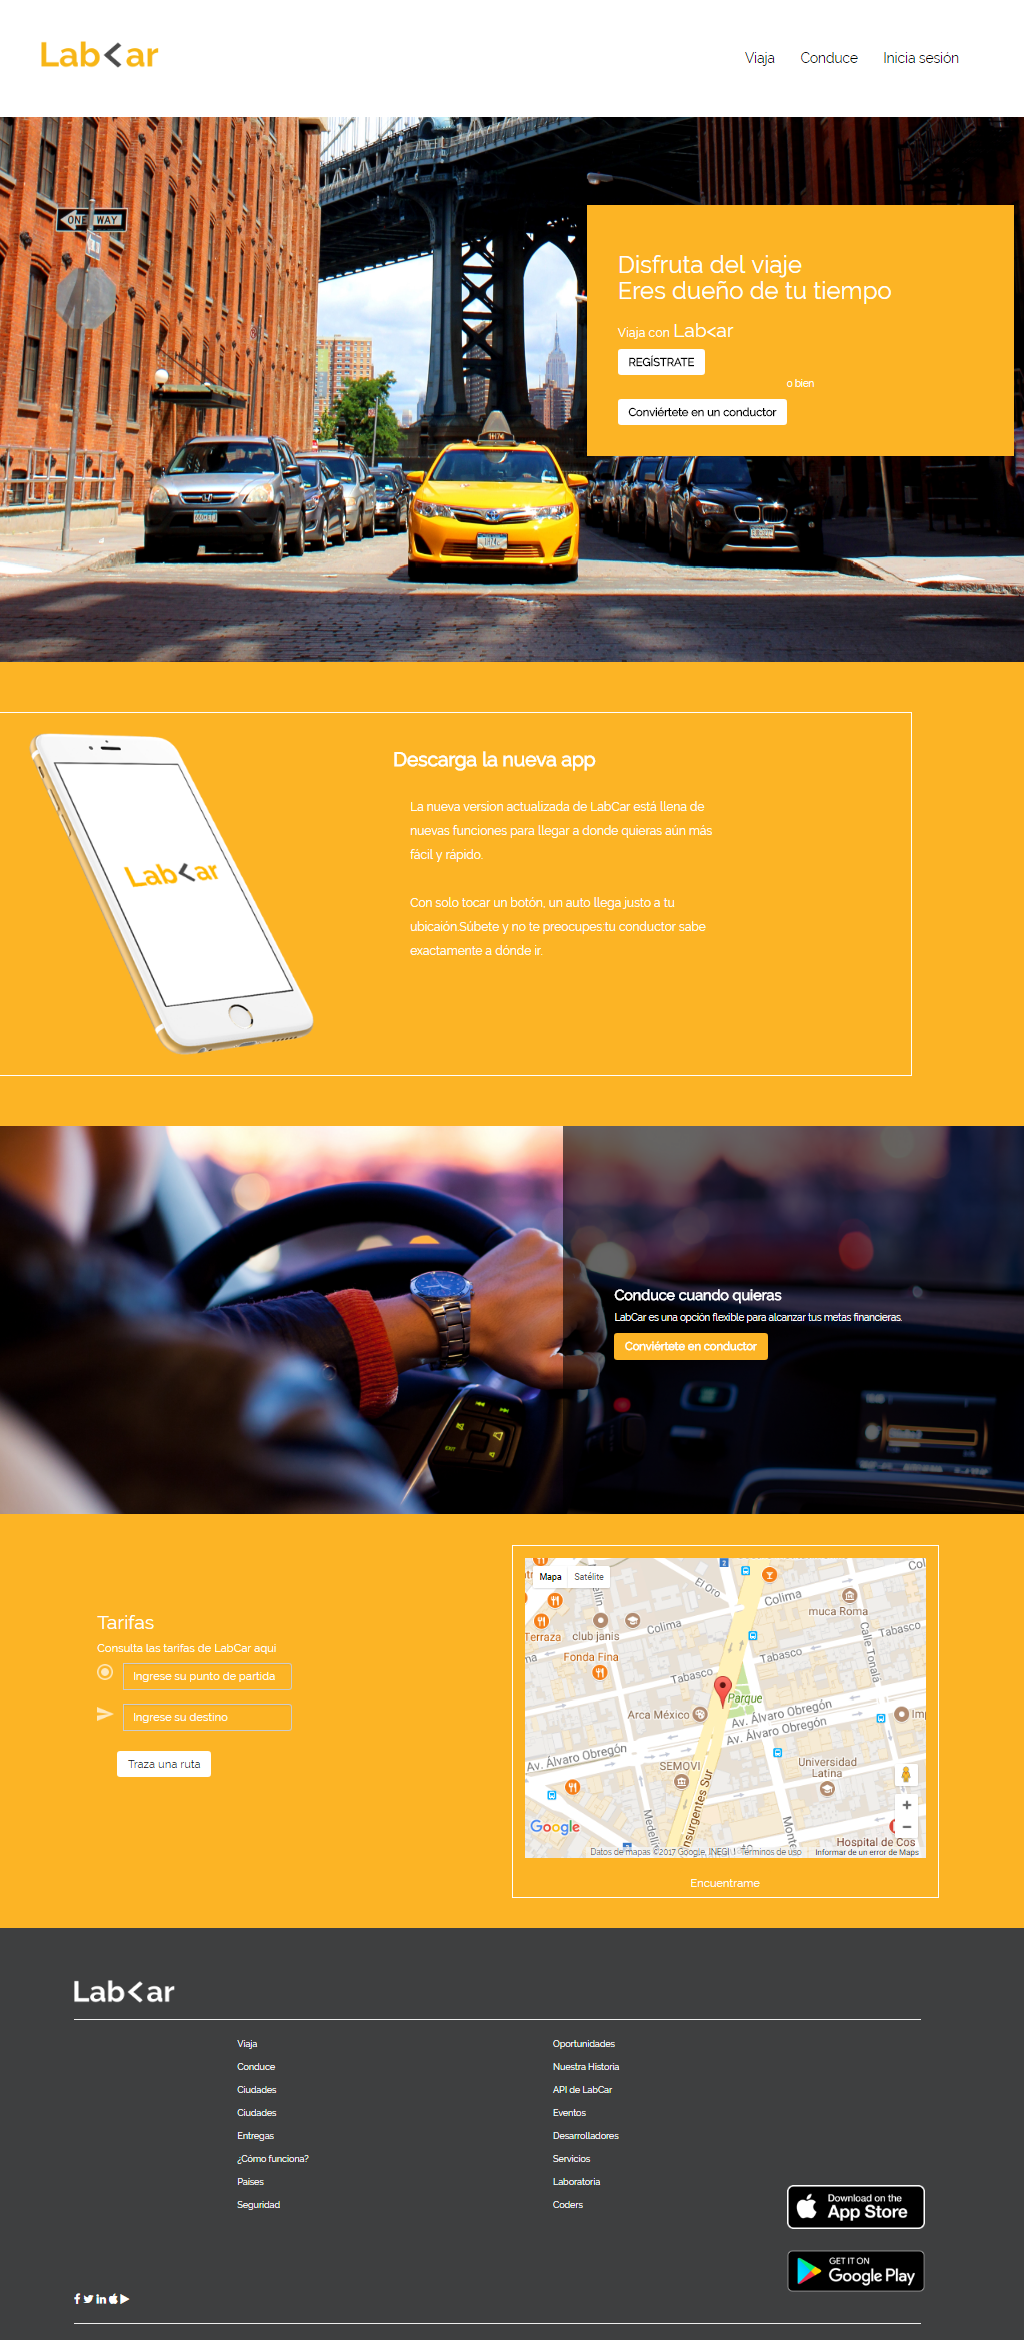 Lab<ar
Viaja Conduce Inicia sesión
ONE WAY
Disfruta del viaje
Eres dueño de tu tiempo
Viaja con Lab<ar
REGÍSTRATE
o bien
Conviértete en un conductor
Descarga la nueva app
La nueva version actualizada de LabCar está llena de
nuevas funciones para llegar a donde quieras aún más
fácil y rápido.
Con solo tocar un botón, un auto llega justo a tu
ubicaión.Súbete y no te preocupes:tu conductor sabe
exactamente a dónde ir.
Lab<ar
Conduce cuando quieras
LabCar es una opción flexible para alcanzar tus metas financieras.
Conviértete en conductor
EXIT
Tarifas
Consulta las tarifas de LabCar aqui
Ingrese su punto de partida
Ingrese su destino
Traza una ruta
Mapa Satélite
El Oro
Colima
muca Roma
Terraza
club janis
Colima
Tabasco
Calle Tonalá
Fonda Fina
Tabasco
Tabasco
Parque
Arca México
Av. Álvaro Obregón
Av. Álvaro Obregón
Av. Álvaro Obregón
SEMOVI
Universidad
Latina
nsurgentes Sur
Google
Hospital de Cos
Datos de mapas ©2017 Google, INEGI Términos de uso Informar de un error de Maps
Encuentrame
Lab<ar
Viaja
Conduce
Ciudades
Ciudades
Entregas
¿Cómo funciona?
Países
Seguridad
Oportunidades
Nuestra Historia
API de LabCar
Eventos
Desarrolladores
Servicios
Laboratoria
Coders
Download on the
App Store
GET IT ON
Google Play